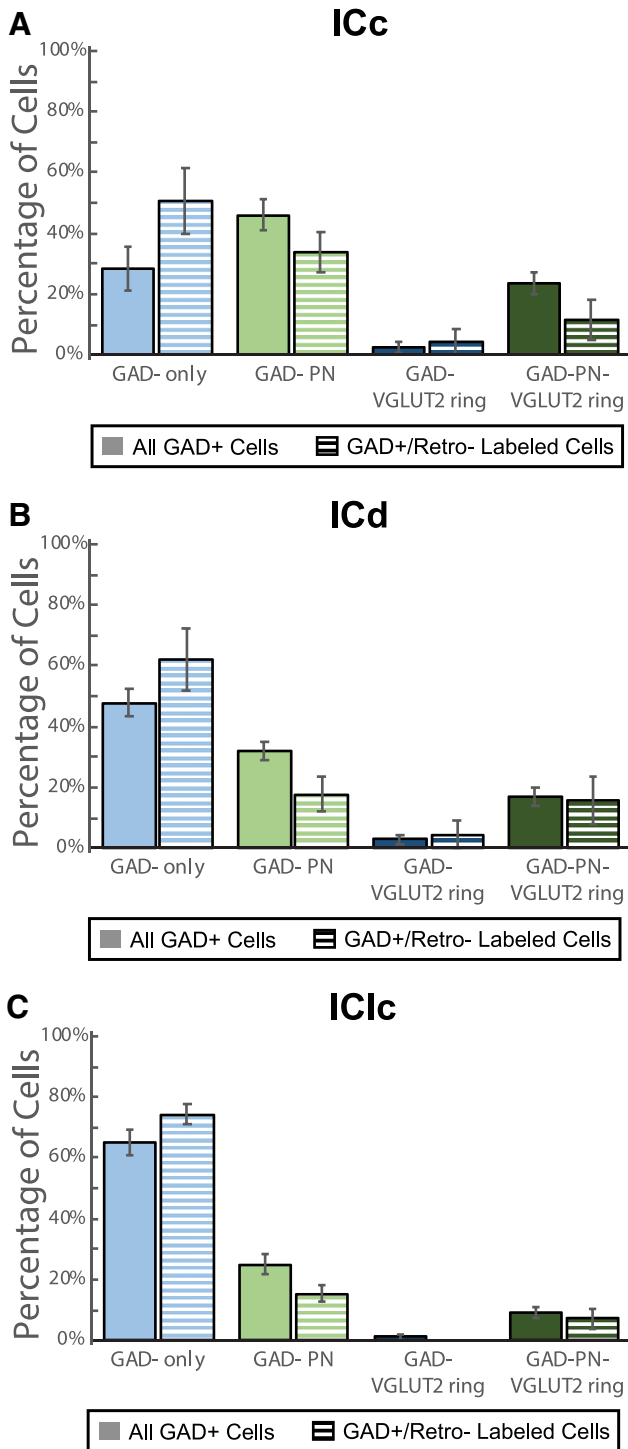 A
ICc
Percentage of Cells
100%
80%
60%
40%
20%
0%
GAD- only
GAD- PN
GAD-
VGLUT2 ring
GAD-PN-
VGLUT2 ring
All GAD+ Cells
GAD+/Retro- Labeled Cells
B
ICd
Percentage of Cells
100%
80%
60%
40%
20%
0%
GAD- only
GAD- PN
GAD-
VGLUT2 ring
GAD-PN-
VGLUT2 ring
All GAD+ Cells
GAD+/Retro- Labeled Cells
C
IClc
Percentage of Cells
100%
80%
60%
40%
20%
0%
GAD- only
GAD- PN
GAD-
VGLUT2 ring
GAD-PN-
VGLUT2 ring
All GAD+ Cells
GAD+/Retro- Labeled Cells